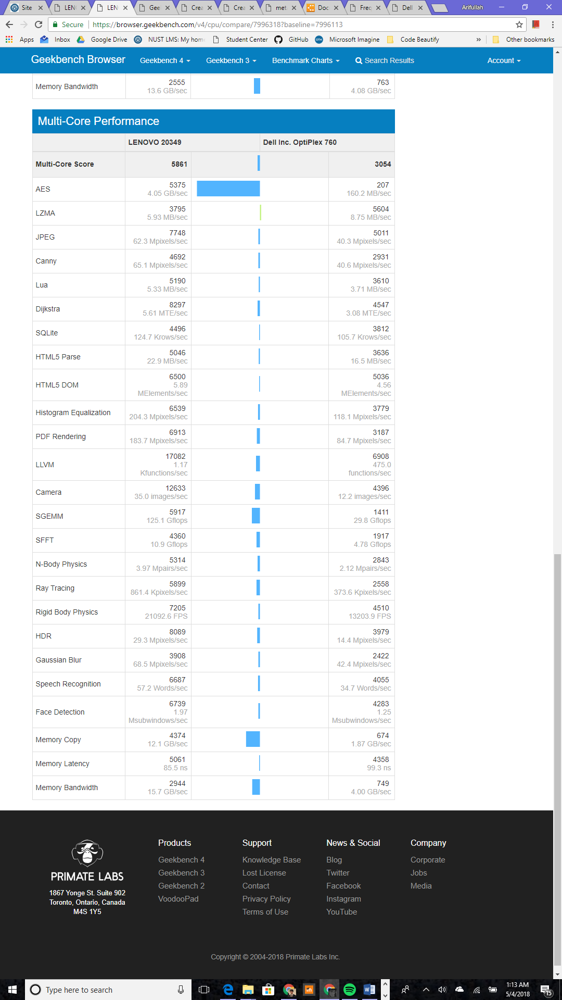 Site
LEN
LEN
Gee
Crea
Crea
met
Doc
Frec
Dell
Arifullah
Secure
https://browser.geekbench.com/v4/cpu/compare/7996318?baseline=7996113
Apps
Inbox
Google Drive
NUST LMS: My hom
Student Center
GitHub
Microsoft Imagine
Code Beautify
»
Other bookmarks
Geekbench Browser
Geekbench 4
Geekbench 3
Benchmark Charts
Search Results
Account
Memory Bandwidth
2555
13.6 GB/sec
763
4.08 GB/sec
Multi-Core Performance
LENOVO 20349
Dell Inc. OptiPlex 760
Multi-Core Score
5861
3054
AES
5375
4.05 GB/sec
207
160.2 MB/sec
LZMA
3795
5.93 MB/sec
5604
8.75 MB/sec
JPEG
7748
62.3 Mpixels/sec
5011
40.3 Mpixels/sec
Canny
4692
65.1 Mpixels/sec
2931
40.6 Mpixels/sec
Lua
5190
5.33 MB/sec
3610
3.71 MB/sec
Dijkstra
8297
5.61 MTE/sec
4547
3.08 MTE/sec
SQLite
4496
124.7 Krows/sec
3812
105.7 Krows/sec
HTML5 Parse
5046
22.9 MB/sec
3636
16.5 MB/sec
HTML5 DOM
6500
5.89
MElements/sec
5036
4.56
MElements/sec
Histogram Equalization
6539
204.3 Mpixels/sec
3779
118.1 Mpixels/sec
PDF Rendering
6913
183.7 Mpixels/sec
3187
84.7 Mpixels/sec
LLVM
17082
1.17
Kfunctions/sec
6908
475.0
functions/sec
Camera
12633
35.0 images/sec
4396
12.2 images/sec
SGEMM
5917
125.1 Gflops
1411
29.8 Gflops
SFFT
4360
10.9 Gflops
1917
4.78 Gflops
N-Body Physics
5314
3.97 Mpairs/sec
2843
2.12 Mpairs/sec
Ray Tracing
5899
861.4 Kpixels/sec
2558
373.6 Kpixels/sec
Rigid Body Physics
7205
21092.6 FPS
4510
13203.9 FPS
HDR
8089
29.3 Mpixels/sec
3979
14.4 Mpixels/sec
Gaussian Blur
3908
68.5 Mpixels/sec
2422
42.4 Mpixels/sec
Speech Recognition
6687
57.2 Words/sec
4055
34.7 Words/sec
Face Detection
6739
1.97
Msubwindows/sec
4283
1.25
Msubwindows/sec
Memory Copy
4374
12.1 GB/sec
674
1.87 GB/sec
Memory Latency
5061
85.5 ns
4358
99.3 ns
Memory Bandwidth
2944
15.7 GB/sec
749
4.00 GB/sec
PRIMATE LABS
1867 Yonge St. Suite 902
Toronto, Ontario, Canada
M4S 1Y5
Products
Geekbench 4
Geekbench 3
Geekbench 2
VoodooPad
Support
Knowledge Base
Lost License
Contact
Privacy Policy
Terms of Use
News & Social
Blog
Twitter
Facebook
Instagram
YouTube
Company
Corporate
Jobs
Media
Copyright © 2004-2018 Primate Labs Inc.
Type here to search
1:13 AM
5/4/2018
15